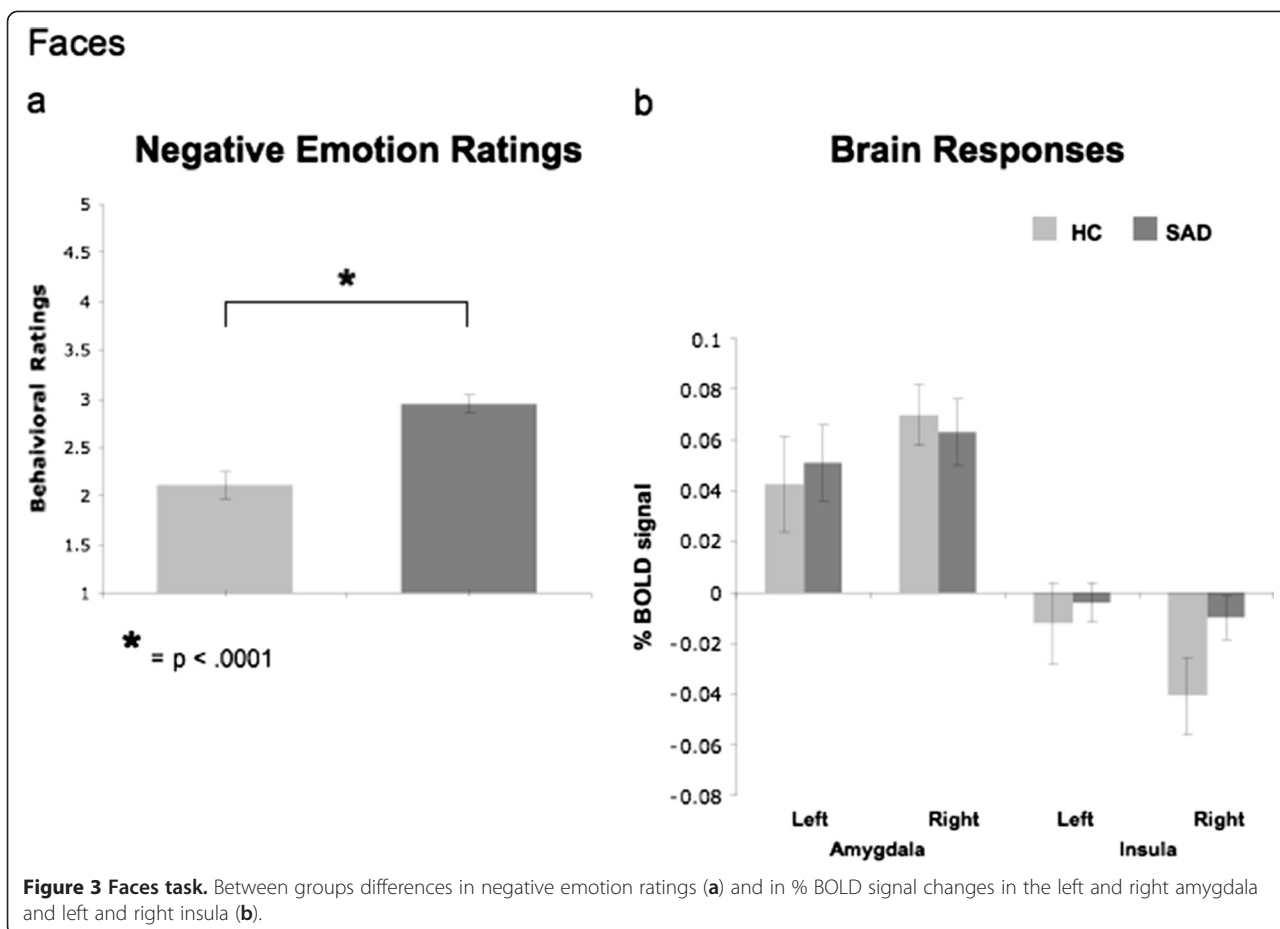 Faces
a
b
Negative Emotion Ratings
Brain Responses
5
4.5
4
3.5
3
2.5
2
1.5
1
Behaivioral Ratings
*
* = p < .0001
HC
SAD
0.1
0.08
0.06
0.04
0.02
0
-0.02
-0.04
-0.06
-0.08
% BOLD signal
Left Right Left Right
Amygdala Insula
Figure 3 Faces task. Between groups differences in negative emotion ratings (a) and in % BOLD signal changes in the left and right amygdala
and left and right insula (b).